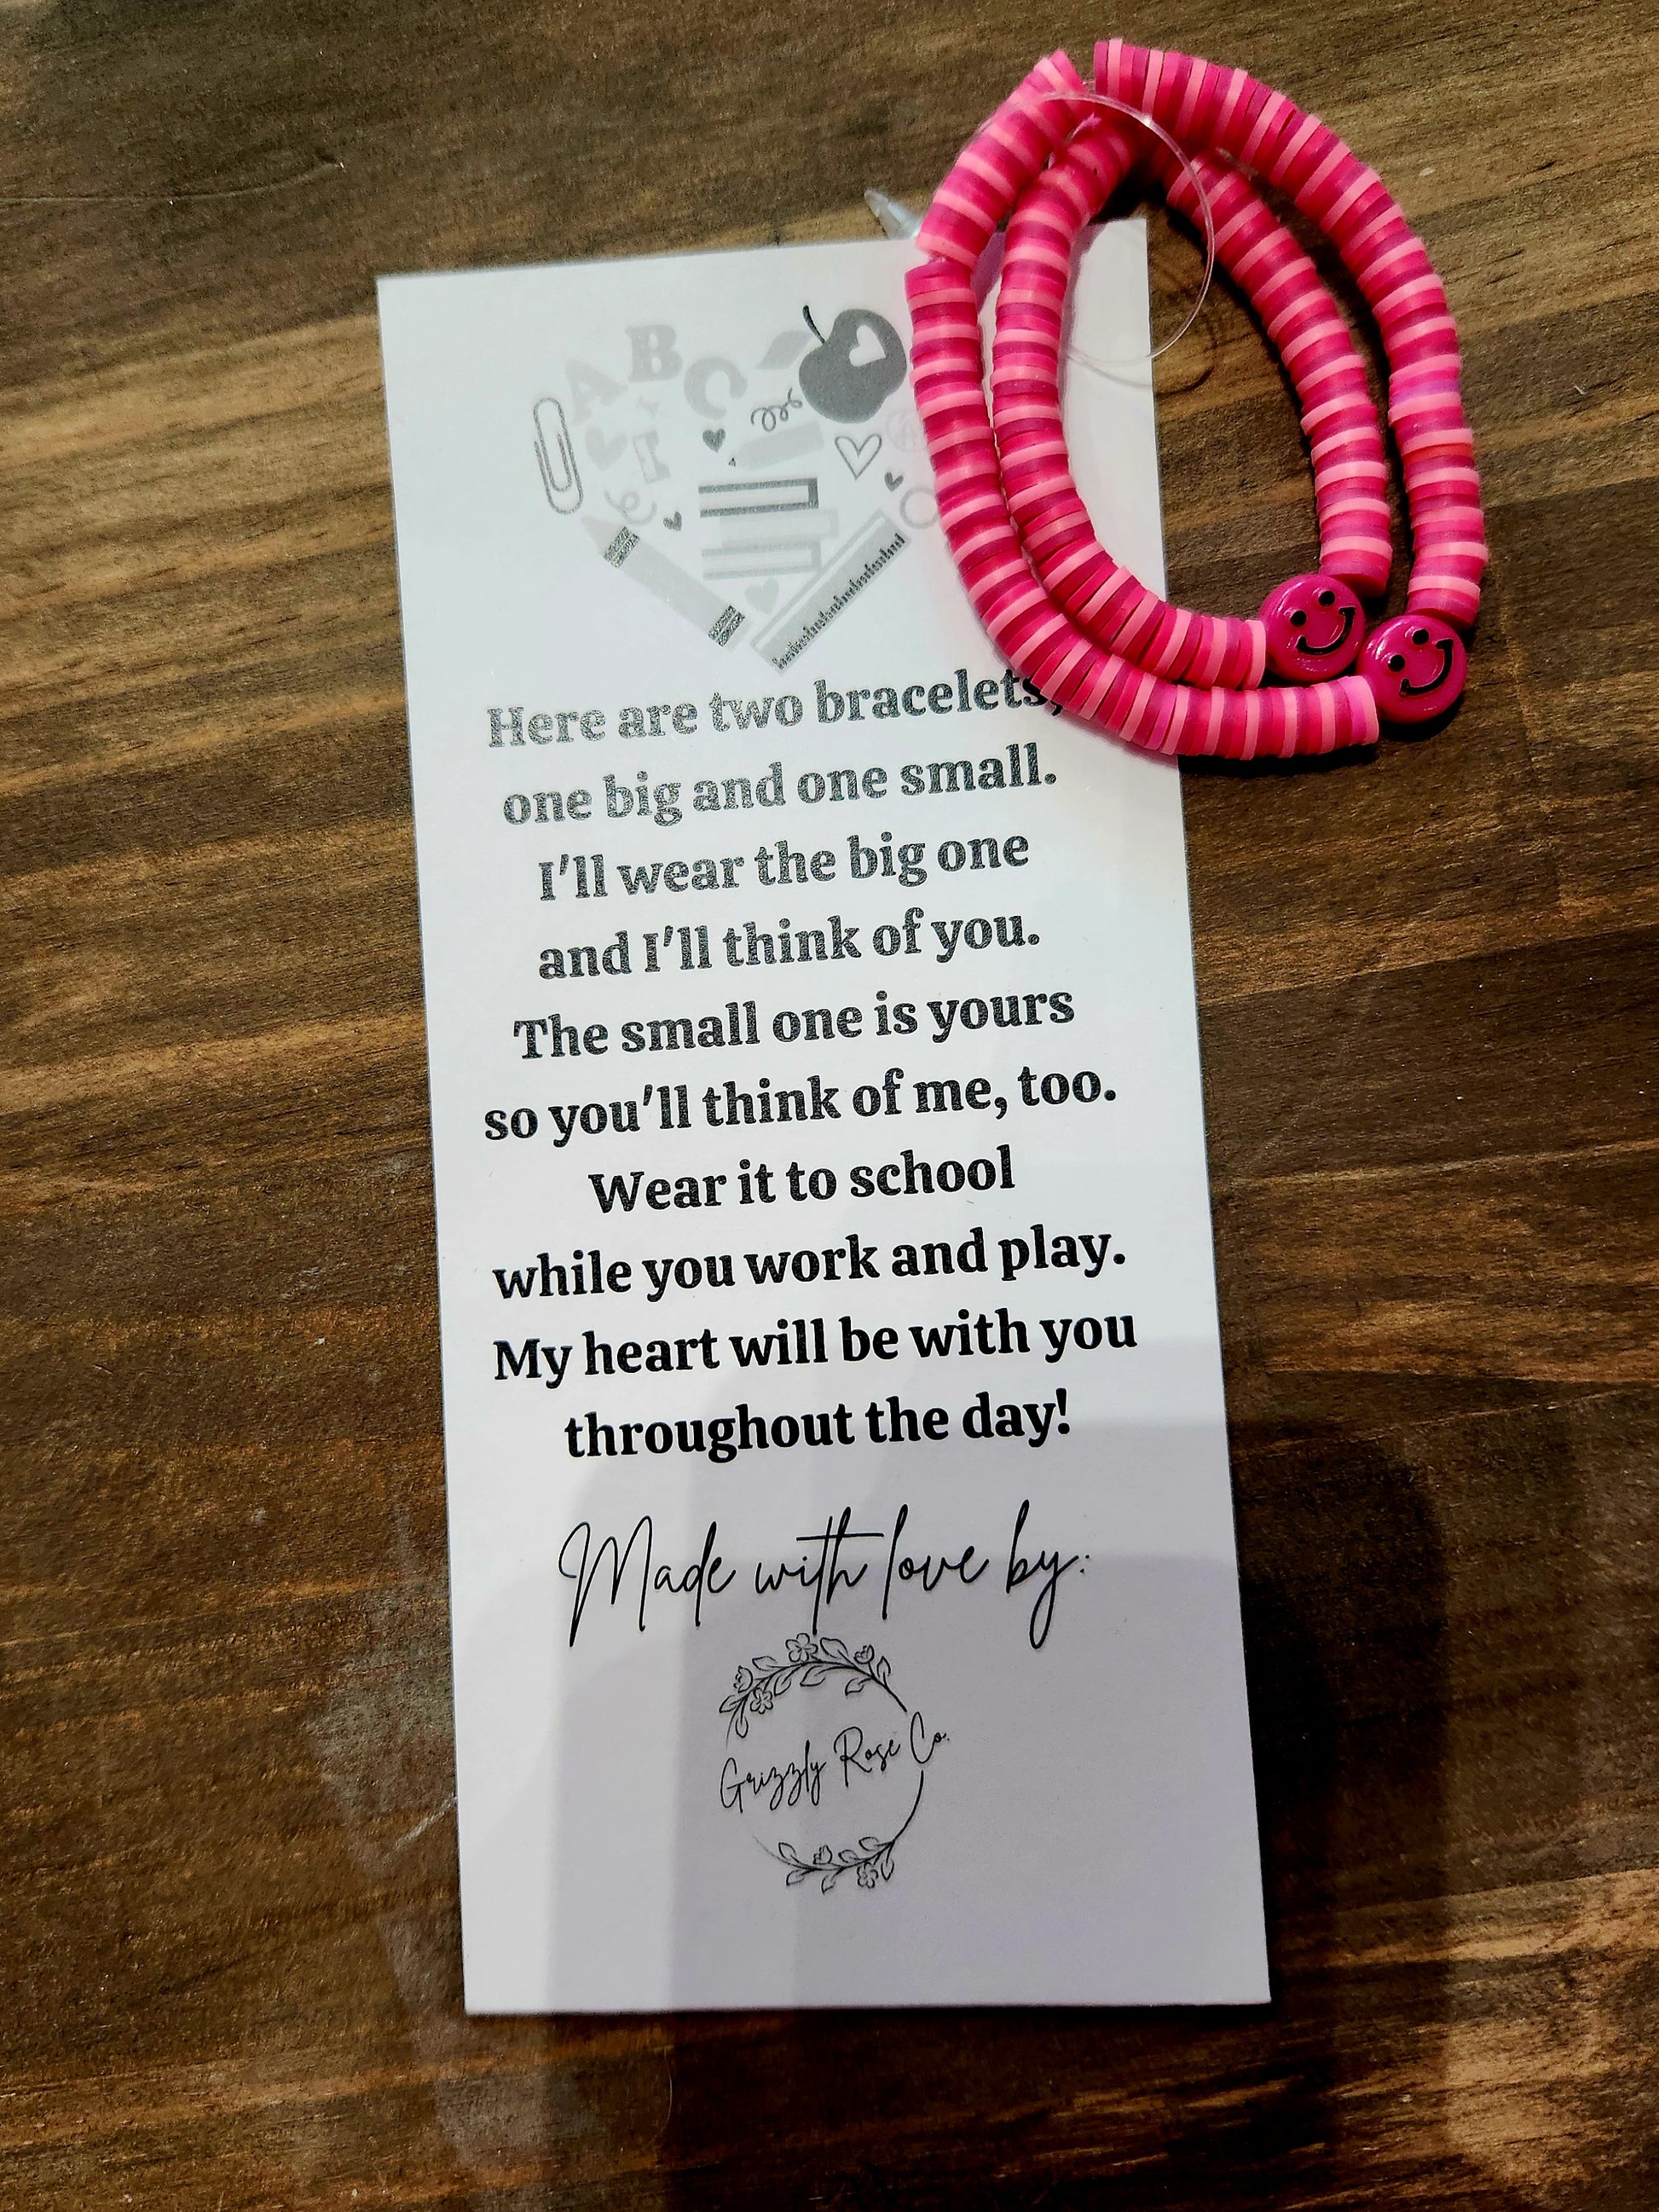 A B C
Here are two bracelets,
one big and one small.
I'll wear the big one
and I'll think of you.
The small one is yours
so you'll think of me, too.
Wear it to school
while you work and play.
My heart will be with you
throughout the day!
Made with love by:
Grizzly Rose Co.